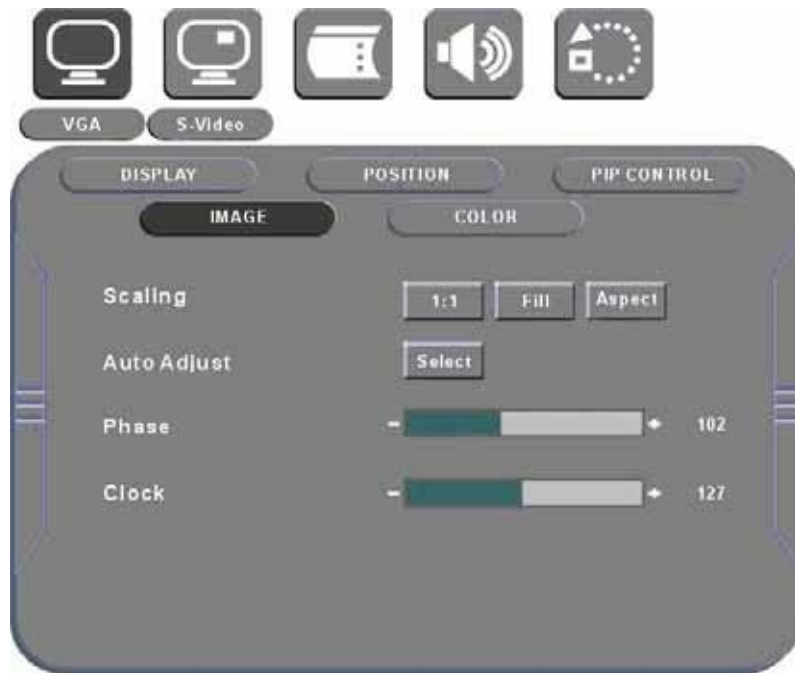 VGA S-Video
DISPLAY POSITION PIP CONTROL
IMAGE COLOR
Scaling 1:1 Fill Aspect
Auto Adjust Select
Phase - + 102
Clock - + 127